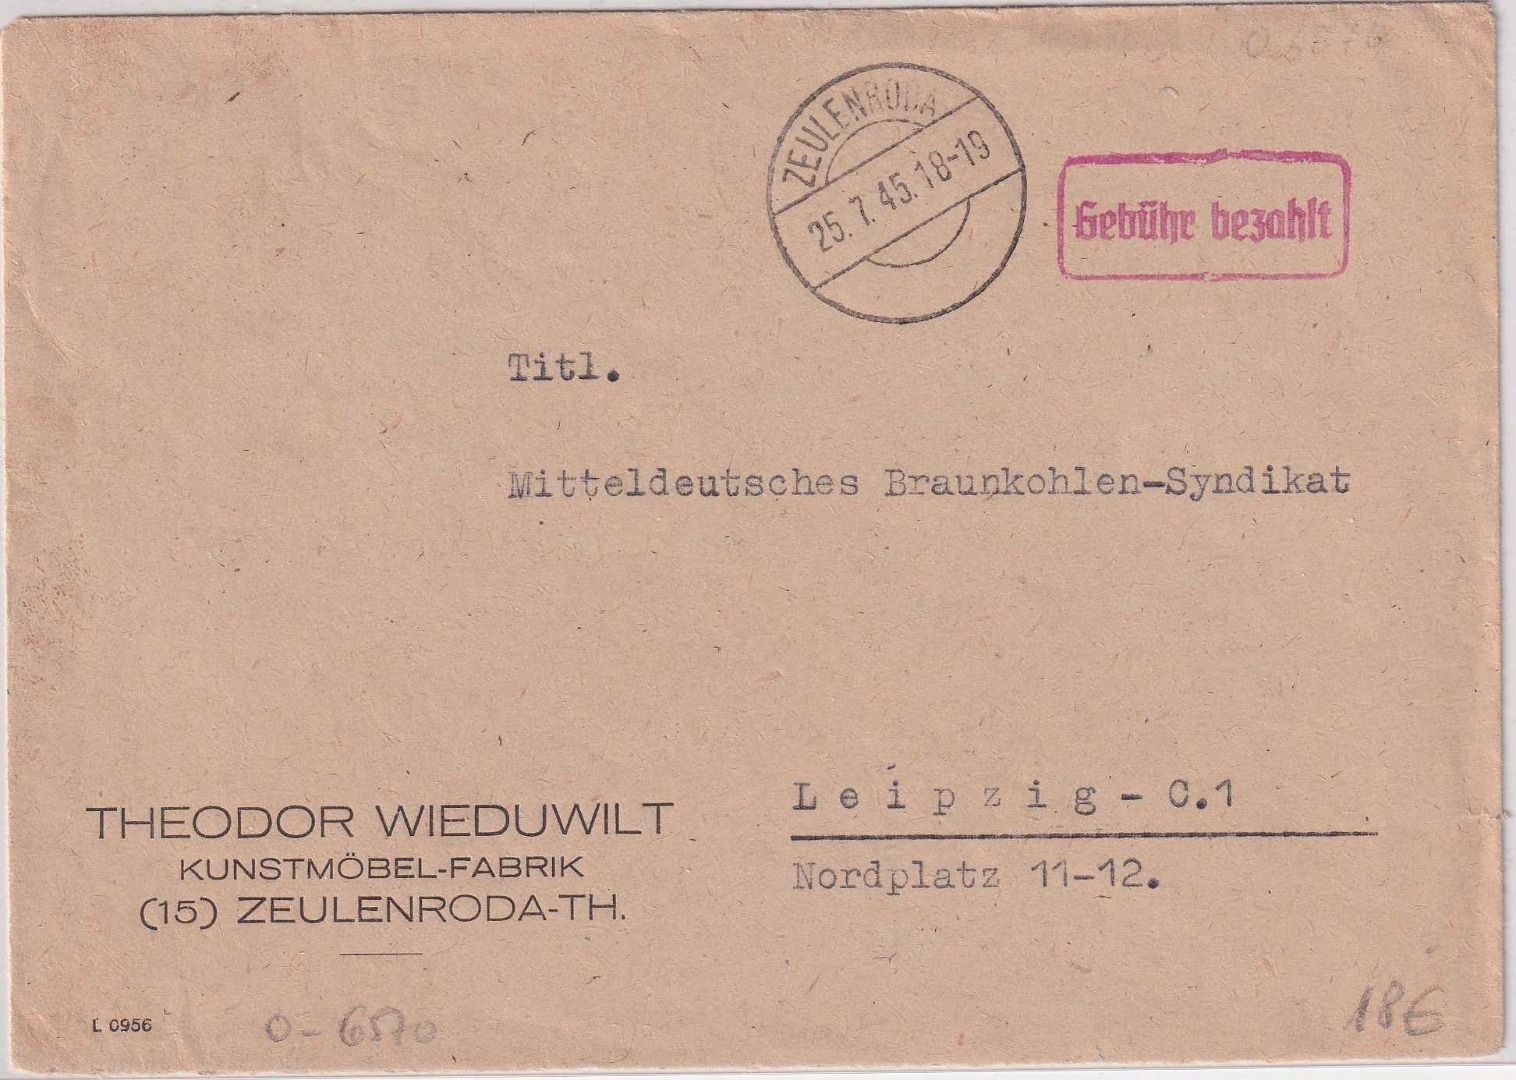 ZEULENRODA
25.7.45.18-19
Gebühr bezahlt
Titl.
Mitteldeutsches Braunkohlen-Syndikat
Leipzig - C.1
Nordplatz 11-12.
THEODOR WIEDUWILT
KUNSTMÖBEL-FABRIK
(15) ZEULENRODA-TH.
L 0956
O - 6570
18€